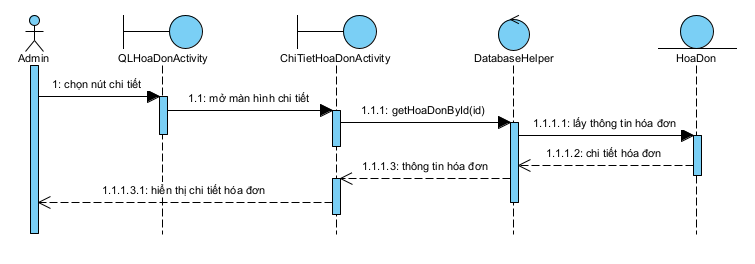 Admin
QLHoaDonActivity
ChiTietHoaDonActivity
DatabaseHelper
HoaDon
1: chọn nút chi tiết
1.1: mở màn hình chi tiết
1.1.1: getHoaDonById(id)
1.1.1.1: lấy thông tin hóa đơn
1.1.1.2: chi tiết hóa đơn
1.1.1.3: thông tin hóa đơn
1.1.1.3.1: hiển thị chi tiết hóa đơn